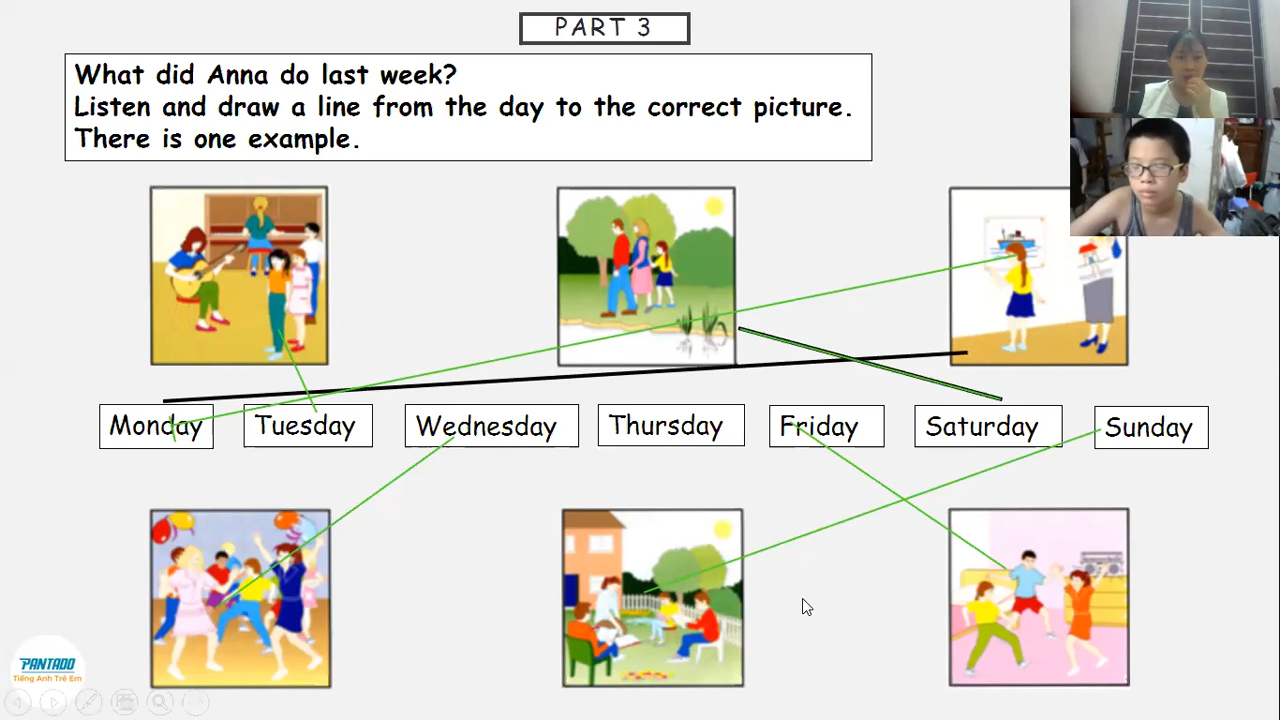 PART 3
What did Anna do last week?
Listen and draw a line from the day to the correct picture.
There is one example.
Monday
Tuesday
Wednesday
Thursday
Friday
Saturday
Sunday
PANTADO
Tiếng Anh Trẻ Em